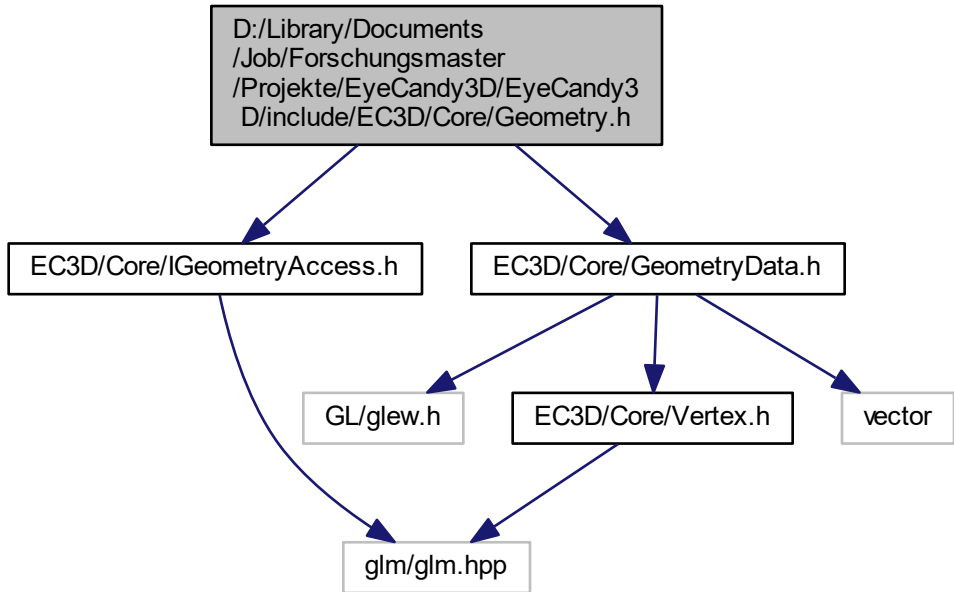 D:/Library/Documents
/Job/Forschungsmaster
/Projekte/EyeCandy3D/EyeCandy3
D/include/EC3D/Core/Geometry.h
EC3D/Core/IGeometryAccess.h
EC3D/Core/GeometryData.h
GL/glew.h
EC3D/Core/Vertex.h
vector
glm/glm.hpp